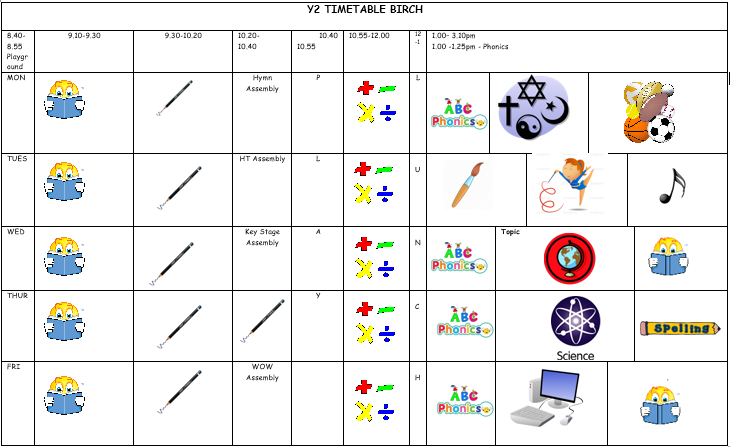 Y2 TIMETABLE BIRCH
8.40-
8.55
Playgr
ound
9.10-9.30
9.30-10.20
10.20-
10.40
10.40
10.55
10.55-12.00
12
-1
1.00- 3.10pm
1.00 -1.25pm - Phonics
MON
Hymn
Assembly
P
L
ABC
Phonics
TUES
HT Assembly
L
U
WED
Key Stage
Assembly
A
N
ABC
Phonics
Topic
THUR
Y
C
ABC
Phonics
Science
Spelling
FRI
WOW
Assembly
H
ABC
Phonics